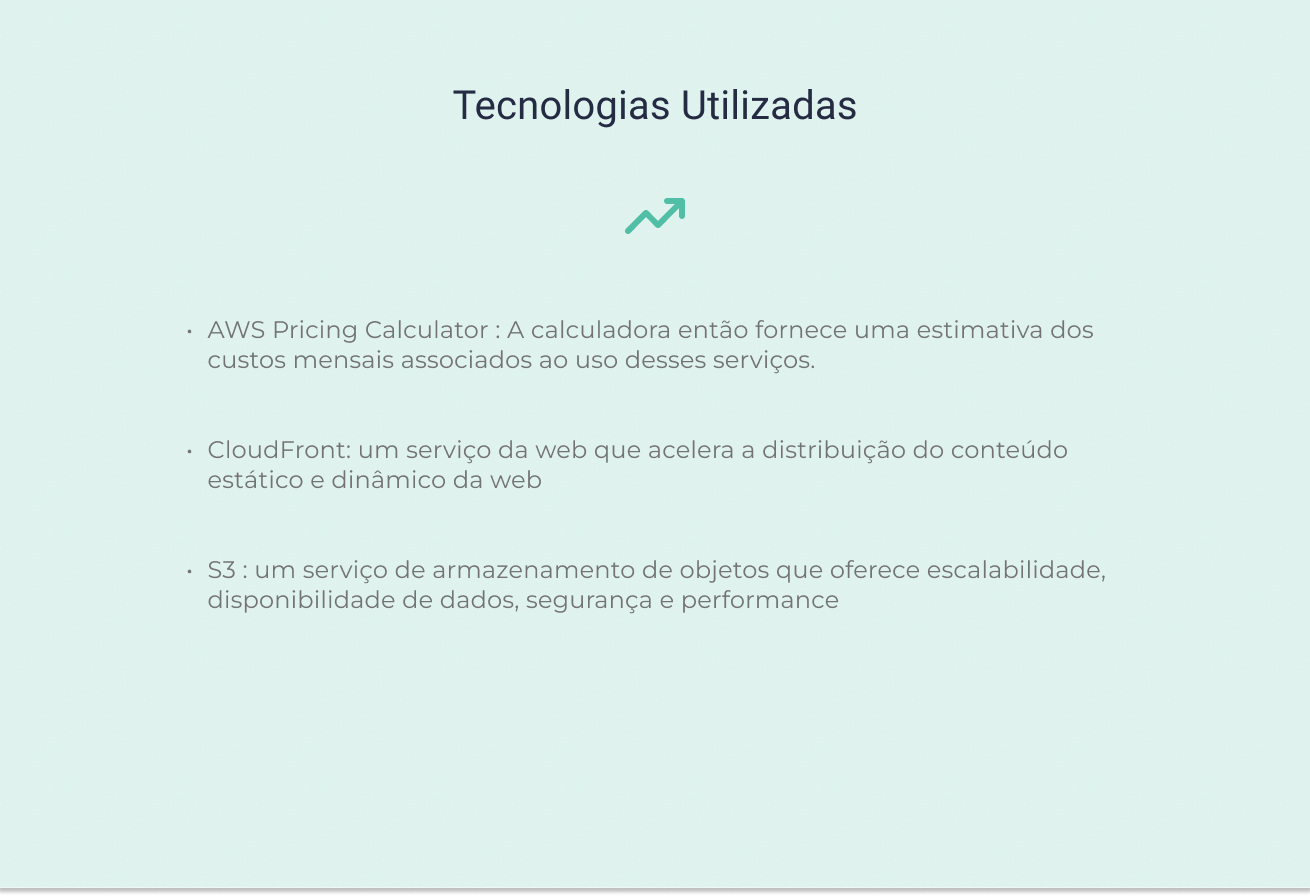 Tecnologias Utilizadas
• AWS Pricing Calculator : A calculadora então fornece uma estimativa dos
custos mensais associados ao uso desses serviços.
• CloudFront: um serviço da web que acelera a distribuição do conteúdo
estático e dinâmico da web
• S3 : um serviço de armazenamento de objetos que oferece escalabilidade,
disponibilidade de dados, segurança e performance